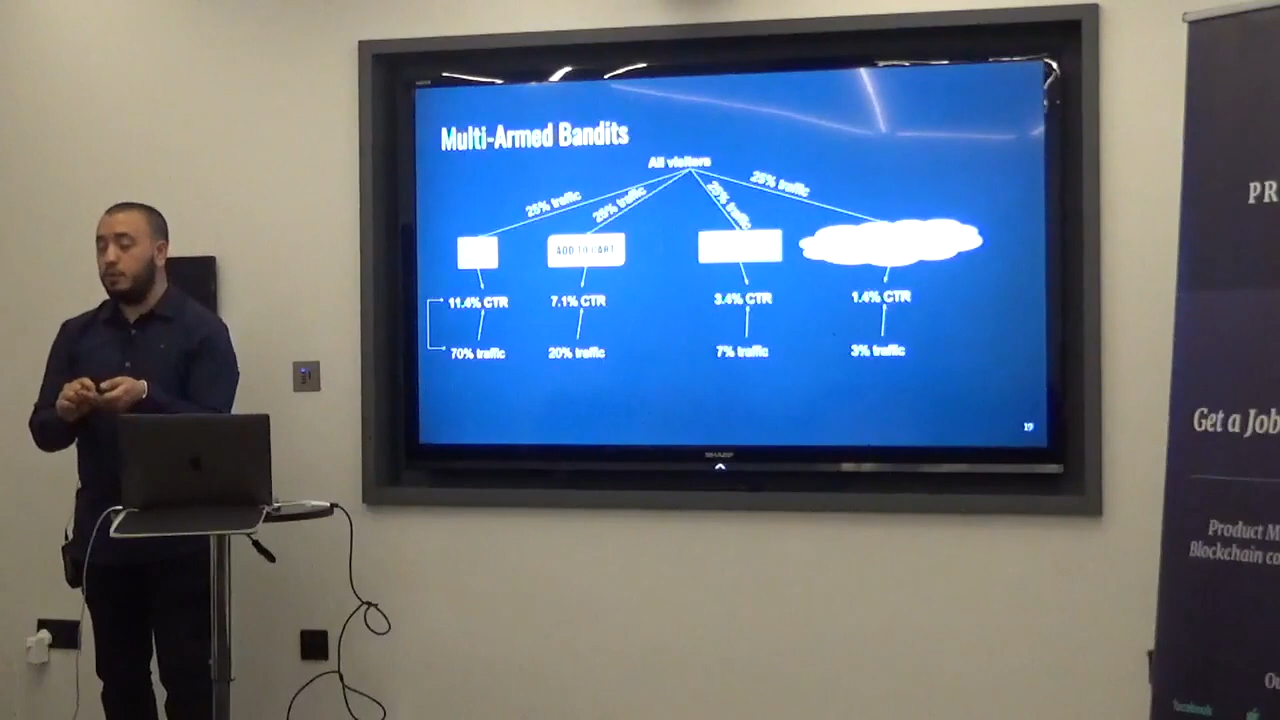 Multi-Armed Bandits
All visitors
25% traffic
25% traffic
25% traffic
25% traffic
ADD TO CART
11.4% CTR
7.1% CTR
3.4% CTR
1.4% CTR
70% traffic
20% traffic
7% traffic
3% traffic
19
SHARP
PR
Get a Job
Product M
Blockchain co
facebook